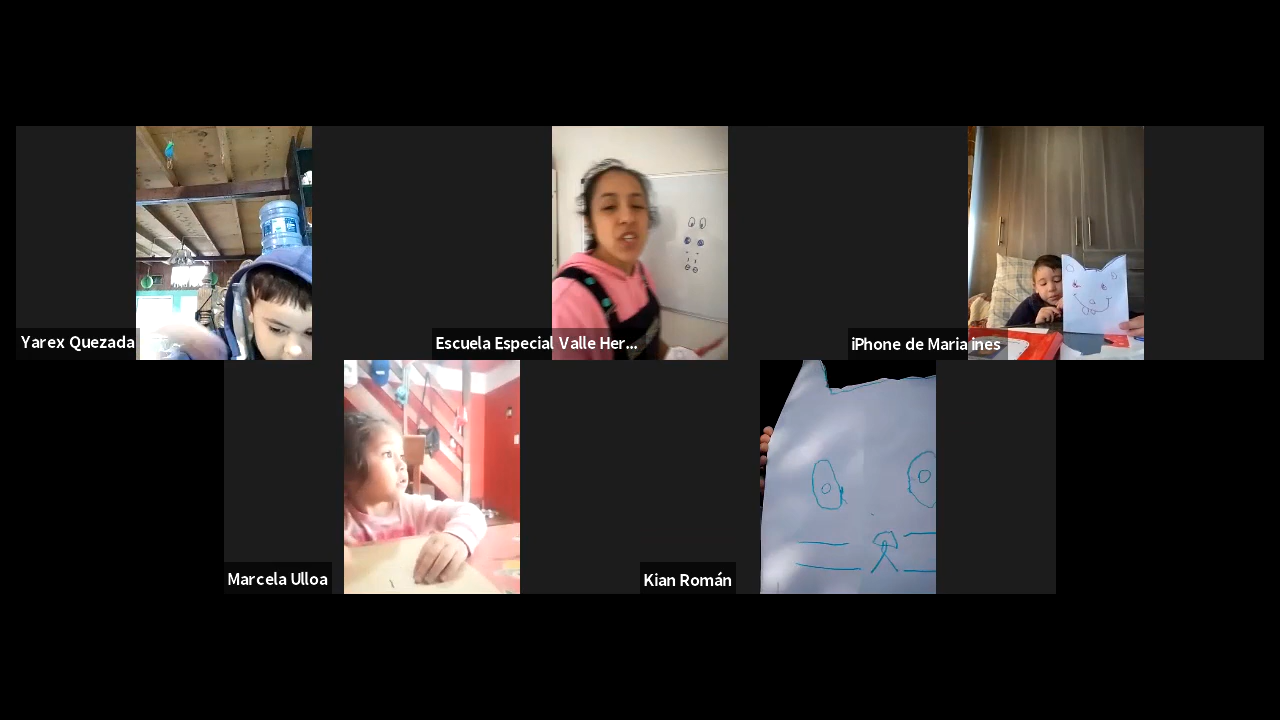 Yarex Quezada
Escuela Especial Valle Her...
iPhone de Maria ines
Marcela Ulloa
Kian Román